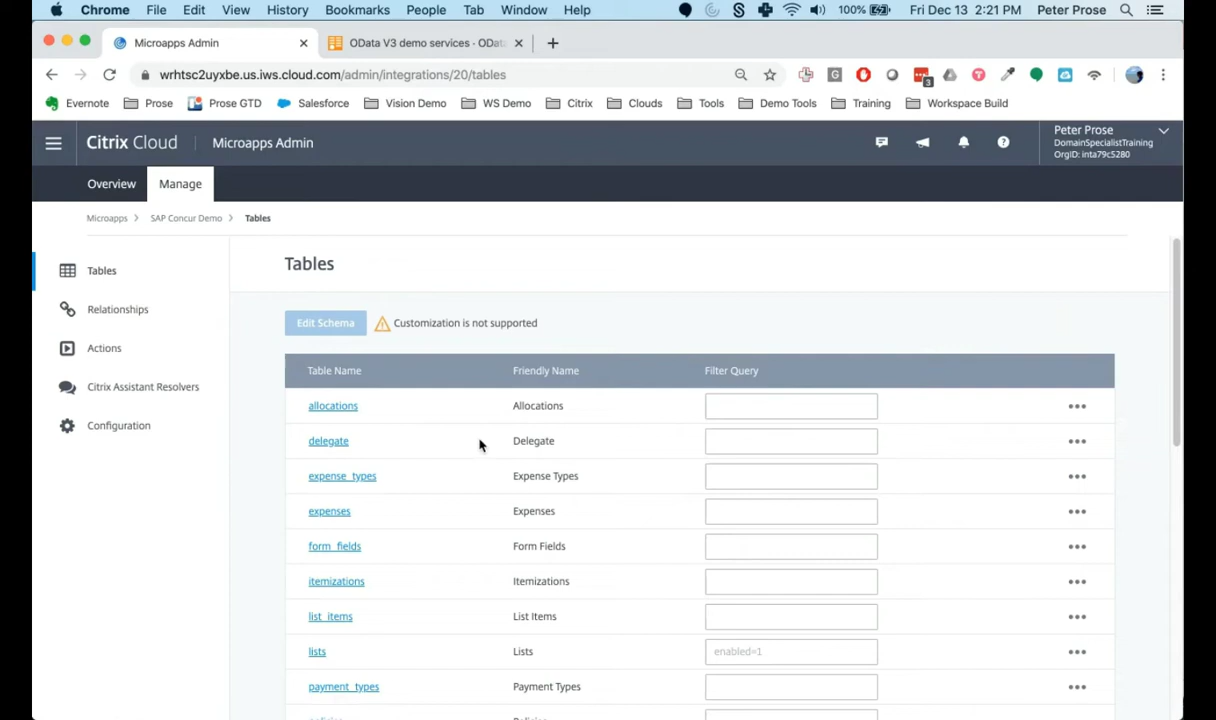 Chrome File Edit View History Bookmarks People Tab Window Help 100% Fri Dec 13 2:21 PM Peter Prose
Microapps Admin OData V3 demo services - OData
wrhtsc2uyxbe.us.iws.cloud.com/admin/integrations/20/tables 3
Evernote Prose Prose GTD Salesforce Vision Demo WS Demo Citrix Clouds Tools Demo Tools Training Workspace Build
Citrix Cloud Microapps Admin
Peter Prose
DomainSpecialistTraining
OrgID: inta79c5280
Overview Manage
Microapps > SAP Concur Demo > Tables
Tables
Relationships
Actions
Citrix Assistant Resolvers
Configuration
Tables
Edit Schema Customization is not supported
Table Name Friendly Name Filter Query
allocations Allocations
delegate Delegate
expense_types Expense Types
expenses Expenses
form_fields Form Fields
itemizations Itemizations
list_items List Items
lists Lists enabled=1
payment_types Payment Types